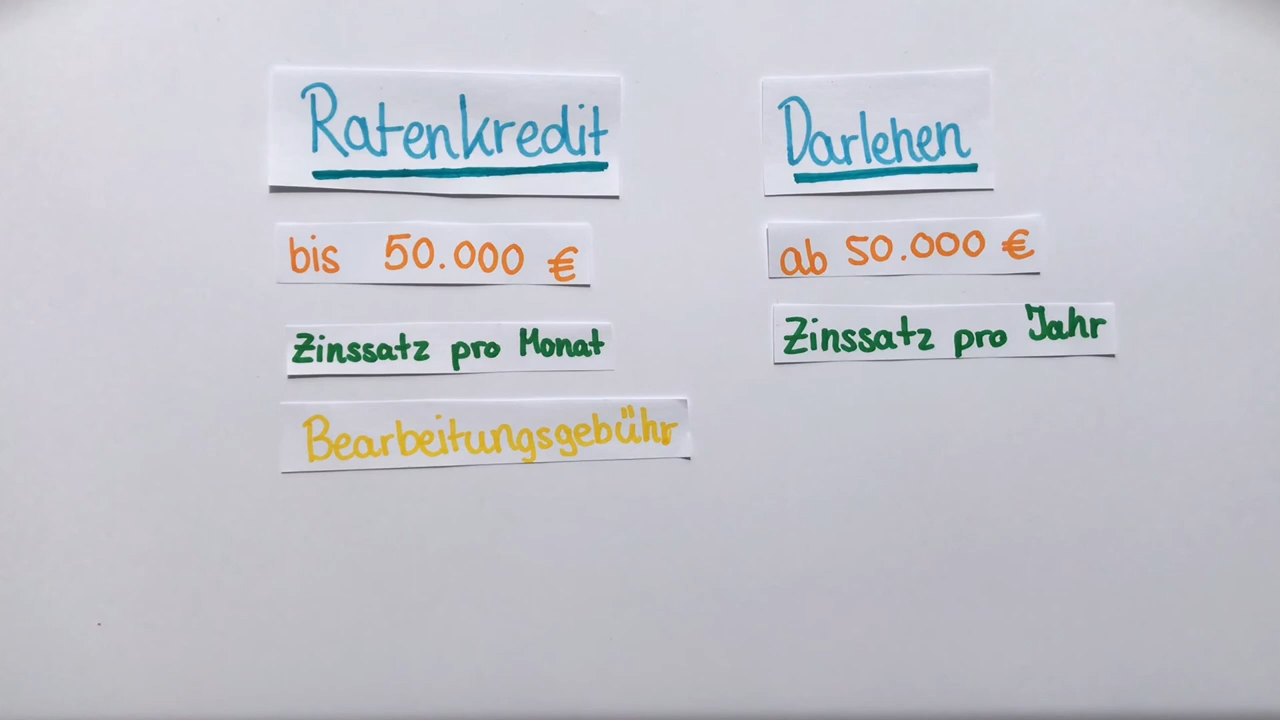 Ratenkredit
bis 50.000 €
Zinssatz pro Monat
Bearbeitungsgebühr
Darlehen
ab 50.000 €
Zinssatz pro Jahr